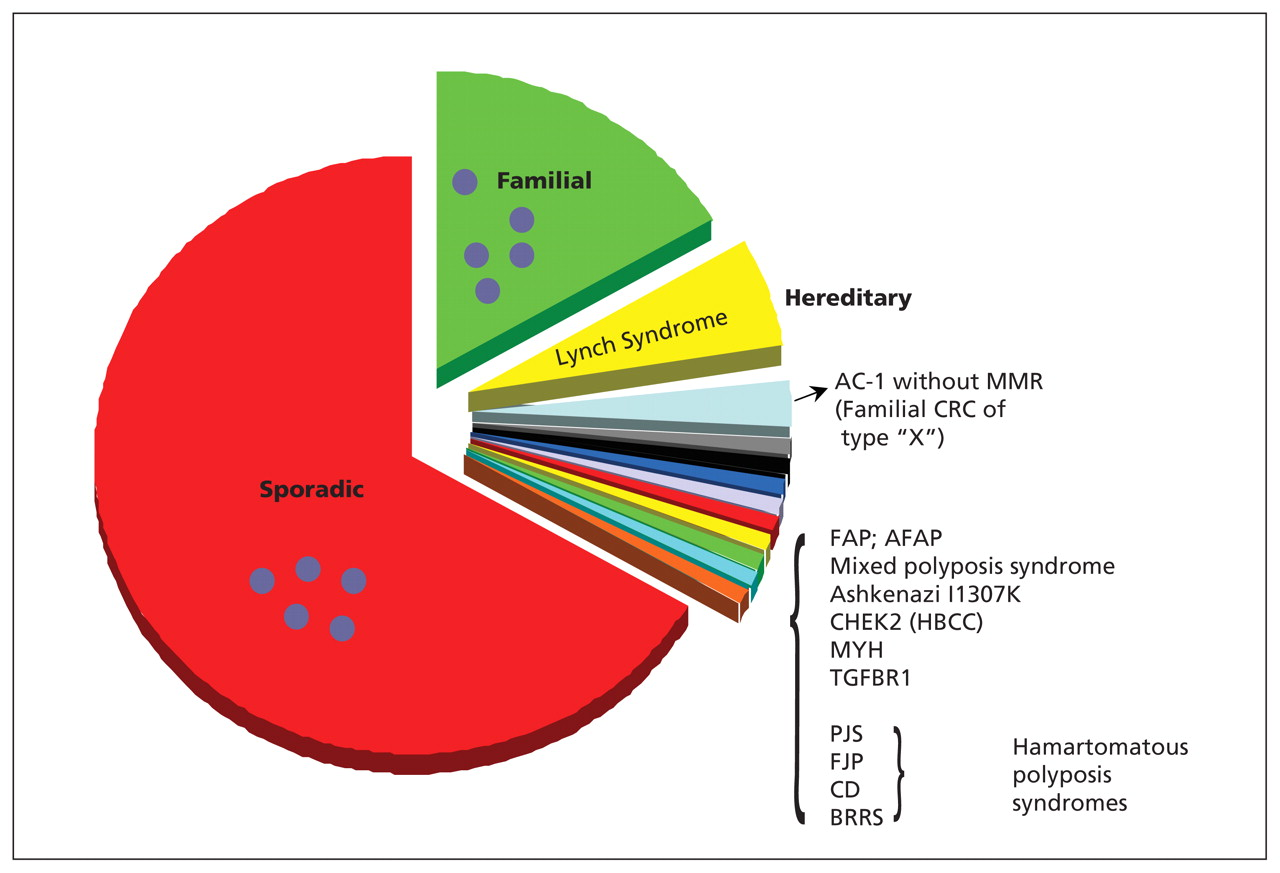 Familial
Lynch Syndrome
Hereditary
AC-1 without MMR
(Familial CRC of
type “X”)
Sporadic
FAP; AFAP
Mixed polyposis syndrome
Ashkenazi I1307K
CHEK2 (HBCC)
MYH
TGFBR1
PJS
FJP
CD
BRRS
Hamartomatous
polyposis
syndromes